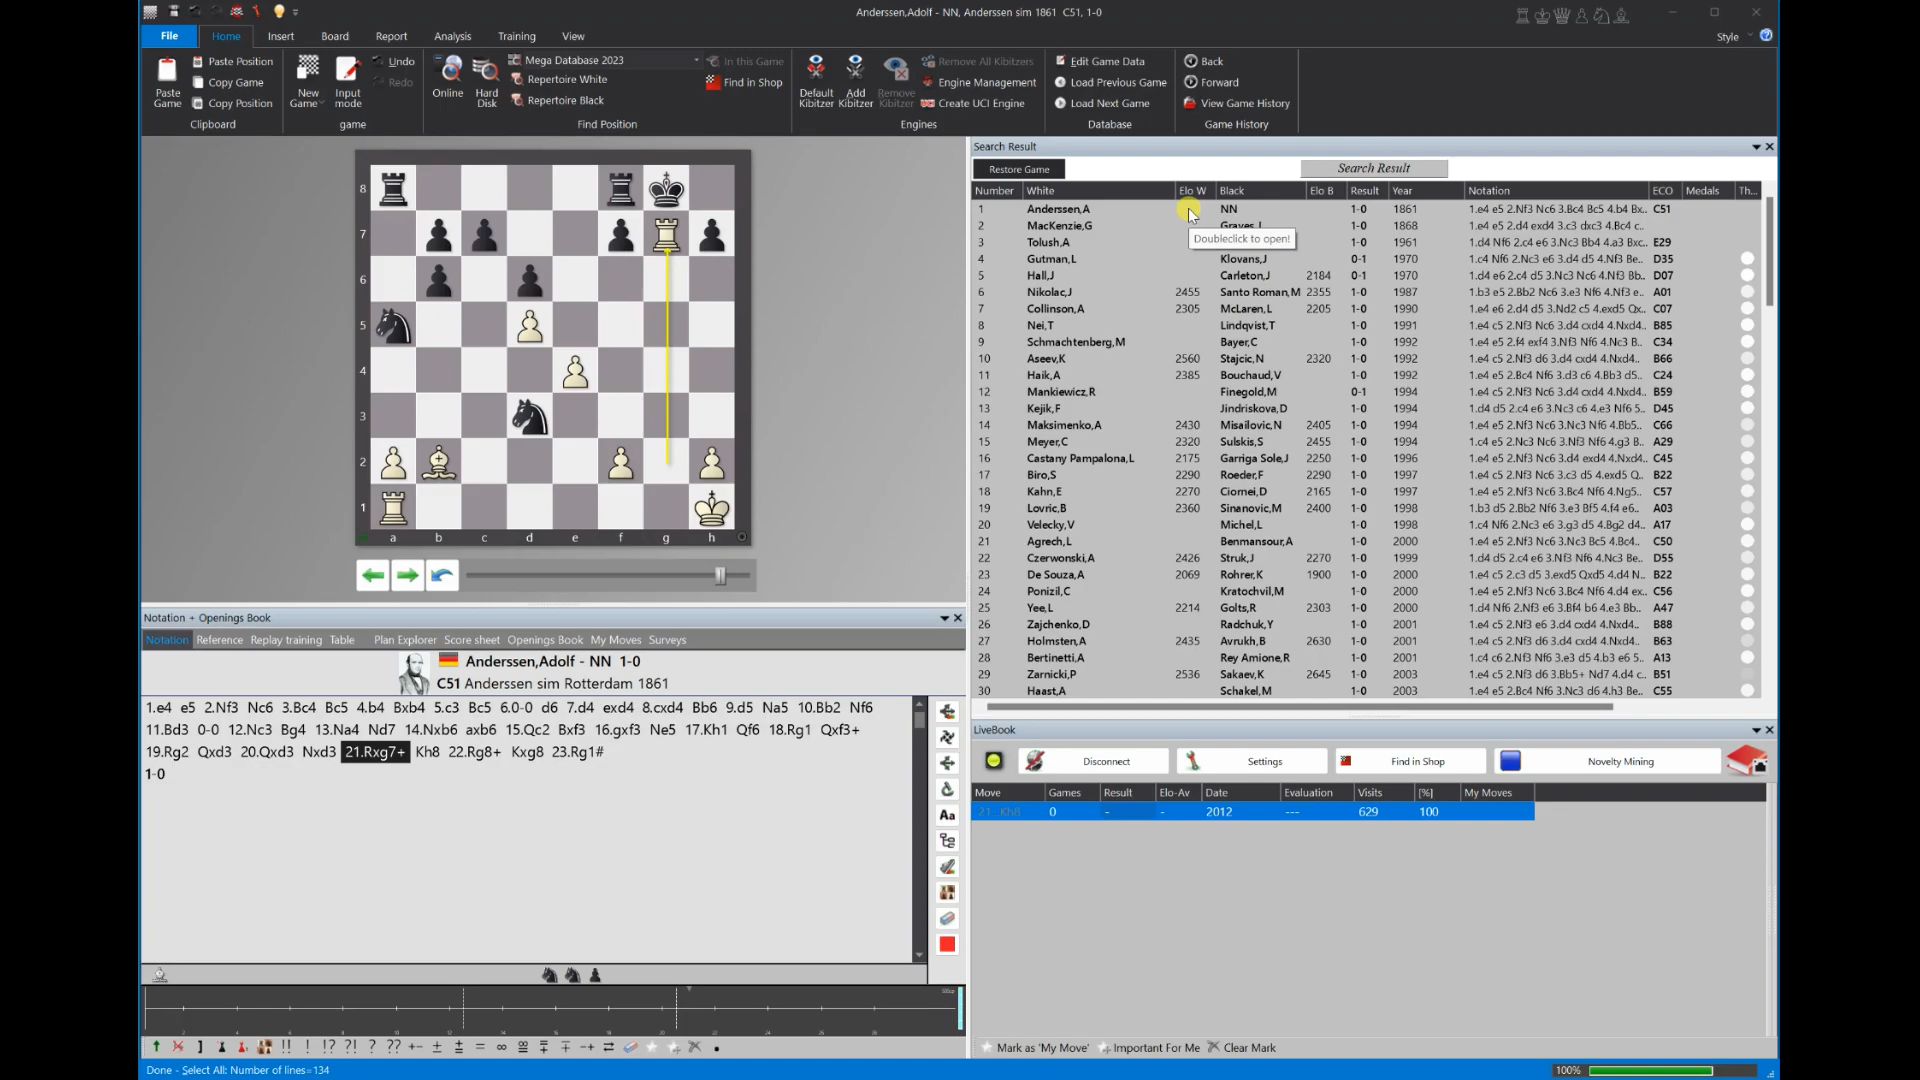 Anderssen,Adolf - NN, Anderssen sim 1861  C51, 1-0
File Home Insert Board Report Analysis Training View Style
Paste Game
Paste Position
Copy Game
Copy Position
Clipboard
New Game
Input mode
Undo
Redo
game
Online
Hard Disk
Mega Database 2023
Repertoire White
Repertoire Black
In this Game
Find in Shop
Find Position
Default Kibitzer
Add Kibitzer
Remove Kibitzer
Remove All Kibitzers
Engine Management
Create UCI Engine
Engines
Edit Game Data
Load Previous Game
Load Next Game
Database
Back
Forward
View Game History
Game History
8
7
6
5
4
3
2
1
a b c d e f g h
Search Result
Restore Game
Search Result
Number White Elo W Black Elo B Result Year Notation ECO Medals Th...
1 Anderssen,A NN 1-0 1861 1.e4 e5 2.Nf3 Nc6 3.Bc4 Bc5 4.b4 Bx.. C51
2 MacKenzie,G Graves,J 1-0 1868 1.e4 e5 2.d4 exd4 3.c3 dxc3 4.Bc4 c..
Doubleclick to open!
3 Tolush,A 1-0 1961 1.d4 Nf6 2.c4 e6 3.Nc3 Bb4 4.a3 Bxc.. E29
4 Gutman,L Klovans,J 0-1 1970 1.c4 Nf6 2.Nc3 e6 3.d4 d5 4.Nf3 Be.. D35
5 Hall,J Carleton,J 2184 0-1 1970 1.d4 e6 2.c4 d5 3.Nc3 Nc6 4.Nf3 Bb.. D07
6 Nikolac,J 2455 Santo Roman,M 2355 1-0 1987 1.b3 e5 2.Bb2 Nc6 3.e3 Nf6 4.Nf3 e.. A01
7 Collinson,A 2305 McLaren,L 2205 1-0 1990 1.e4 e6 2.d4 d5 3.Nd2 c5 4.exd5 Qx.. C07
8 Nei,T Lindqvist,T 1-0 1991 1.e4 c5 2.Nf3 Nc6 3.d4 cxd4 4.Nxd4.. B85
9 Schmachtenberg,M Bayer,C 1-0 1992 1.e4 e5 2.f4 exf4 3.Nf3 Nf6 4.Nc3 B.. C34
10 Aseev,K 2560 Stajcic,N 2320 1-0 1992 1.e4 c5 2.Nf3 d6 3.d4 cxd4 4.Nxd4.. B66
11 Haik,A 2385 Bouchaud,V 1-0 1992 1.e4 e5 2.Bc4 Nf6 3.d3 c6 4.Bb3 d5.. C24
12 Mankiewicz,R Finegold,M 0-1 1994 1.e4 c5 2.Nf3 Nc6 3.d4 cxd4 4.Nxd4.. B59
13 Kejik,F Jindriskova,D 1-0 1994 1.d4 d5 2.c4 e6 3.Nc3 c6 4.e3 Nf6 5.. D45
14 Maksimenko,A 2430 Misailovic,N 2405 1-0 1994 1.e4 e5 2.Nf3 Nc6 3.Nc3 Nf6 4.Bb5.. C66
15 Meyer,C 2320 Sulskis,S 2455 1-0 1994 1.c4 e5 2.Nc3 Nc6 3.Nf3 Nf6 4.g3 B.. A29
16 Castany Pampalona,L 2175 Garriga Sole,J 2250 1-0 1996 1.e4 e5 2.Nf3 Nc6 3.d4 exd4 4.Nxd4.. C45
17 Biro,S 2290 Roeder,F 2290 1-0 1997 1.e4 c5 2.Nf3 Nc6 3.c3 d5 4.exd5 Q.. B22
18 Kahn,E 2270 Ciornei,D 2165 1-0 1997 1.e4 e5 2.Nf3 Nc6 3.Bc4 Nf6 4.Ng5.. C57
19 Lovric,B 2360 Sinanovic,M 2400 1-0 1998 1.b3 d5 2.Bb2 Nf6 3.e3 Bf5 4.f4 e6.. A03
20 Velecky,V Michel,L 1-0 1998 1.c4 Nf6 2.Nc3 e6 3.g3 d5 4.Bg2 d4.. A17
21 Agrech,L Benmansour,A 1-0 2000 1.e4 e5 2.Nf3 Nc6 3.Nc3 Bc5 4.Bc4.. C50
22 Czerwonski,A 2426 Struk,J 2270 1-0 1999 1.d4 d5 2.c4 e6 3.Nf3 Nf6 4.Nc3 Be.. D55
23 De Souza,A 2069 Rohrer,K 1900 1-0 2000 1.e4 c5 2.c3 d5 3.exd5 Qxd5 4.d4 N.. B22
24 Ponizil,C Kratochvil,M 1-0 2000 1.e4 e5 2.Nf3 Nc6 3.d4 exd4 4.Bc4 N.. C56
25 Yee,L 2214 Golts,R 2303 1-0 2000 1.d4 Nf6 2.Nf3 e6 3.Bf4 b6 4.e3 Bb.. A47
26 Zajchenko,D Radchuk,Y 1-0 2001 1.e4 c5 2.Nf3 e6 3.d4 cxd4 4.Nxd4.. B88
27 Holmsten,A 2435 Avrukh,B 2630 1-0 2001 1.e4 c5 2.Nf3 d6 3.d4 cxd4 4.Nxd4.. B63
28 Bertinetti,A Rey Amione,R 1-0 2001 1.c4 c6 2.Nf3 Nf6 3.e3 d5 4.b3 e6 5.. A13
29 Zarnicki,P 2536 Sakaev,K 2645 1-0 2003 1.e4 c5 2.Nf3 d6 3.Bb5+ Nd7 4.d4 c.. B51
30 Haast,A Schakel,M 1-0 2003 1.e4 e5 2.Bc4 Nf6 3.Nc3 d6 4.h3 Be.. C55
Notation + Openings Book
Notation Reference Replay training Table Plan Explorer Score sheet Openings Book My Moves Surveys
Anderssen,Adolf - NN 1-0
C51 Anderssen sim Rotterdam 1861
1.e4 e5 2.Nf3 Nc6 3.Bc4 Bc5 4.b4 Bxb4 5.c3 Bc5 6.0-0 d6 7.d4 exd4 8.cxd4 Bb6 9.d5 Na5 10.Bb2 Nf6
11.Bd3 0-0 12.Nc3 Bg4 13.Na4 Nd7 14.Nxb6 axb6 15.Qc2 Bxf3 16.gxf3 Ne5 17.Kh1 Qf6 18.Rg1 Qxf3+
19.Rg2 Qxd3 20.Qxd3 Nxd3 21.Rxg7+ Kh8 22.Rg8+ Kxg8 23.Rg1#
1-0
Aa
LiveBook
Disconnect Settings Find in Shop Novelty Mining
Move Games Result Elo-Av Date Evaluation Visits [%] My Moves
21...Kh8 0 - - 2012 --- 629 100
] !! ! !? ?! ? ?? +- ± ⩲ = ∞ ⯹ ⩱ ∓ -+ ⇄
Mark as 'My Move' Important For Me Clear Mark
Done - Select All: Number of lines=134
100%